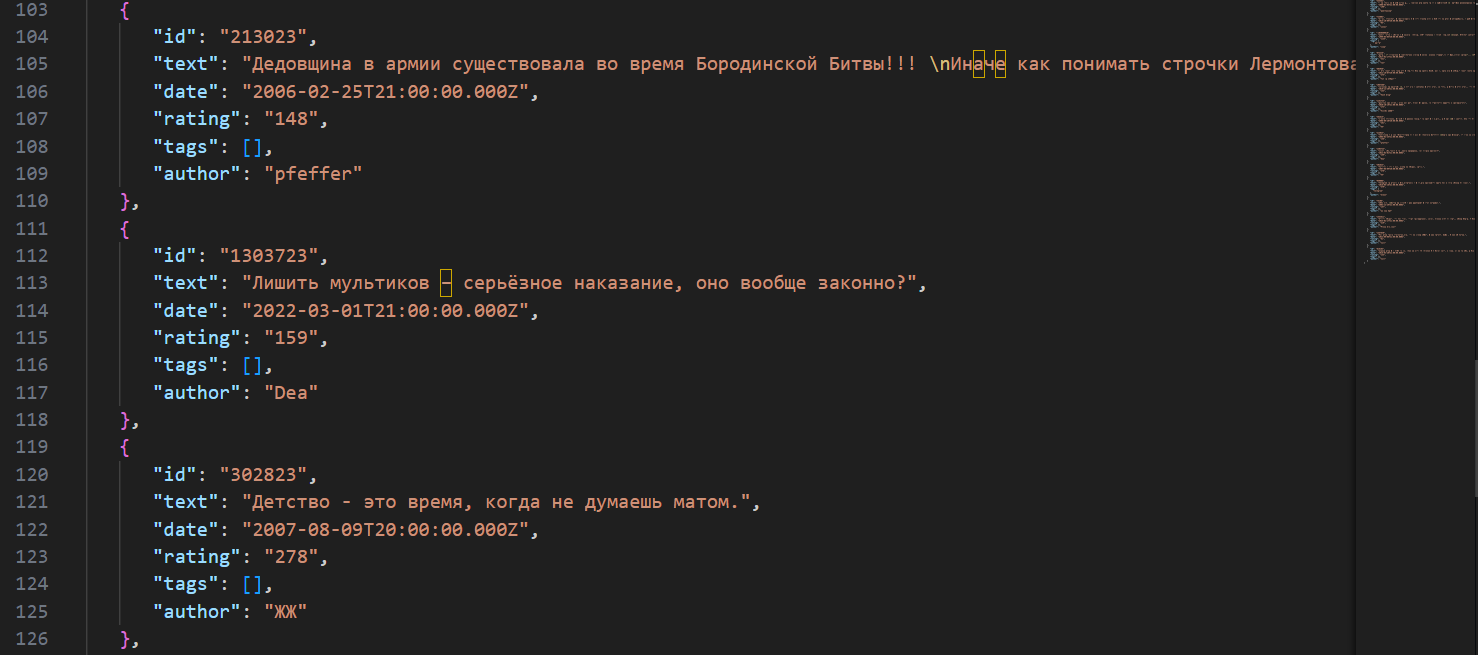 103 {
104 "id": "213023",
105 "text": "Дедовщина в армии существовала во время Бородинской Битвы!!! \nИначе как понимать строчки Лермонтова
106 "date": "2006-02-25T21:00:00.000Z",
107 "rating": "148",
108 "tags": [],
109 "author": "pfeffer"
110 },
111 {
112 "id": "1303723",
113 "text": "Лишить мультиков — серьёзное наказание, оно вообще законно?",
114 "date": "2022-03-01T21:00:00.000Z",
115 "rating": "159",
116 "tags": [],
117 "author": "Dea"
118 },
119 {
120 "id": "302823",
121 "text": "Детство - это время, когда не думаешь матом.",
122 "date": "2007-08-09T20:00:00.000Z",
123 "rating": "278",
124 "tags": [],
125 "author": "ЖЖ"
126 },